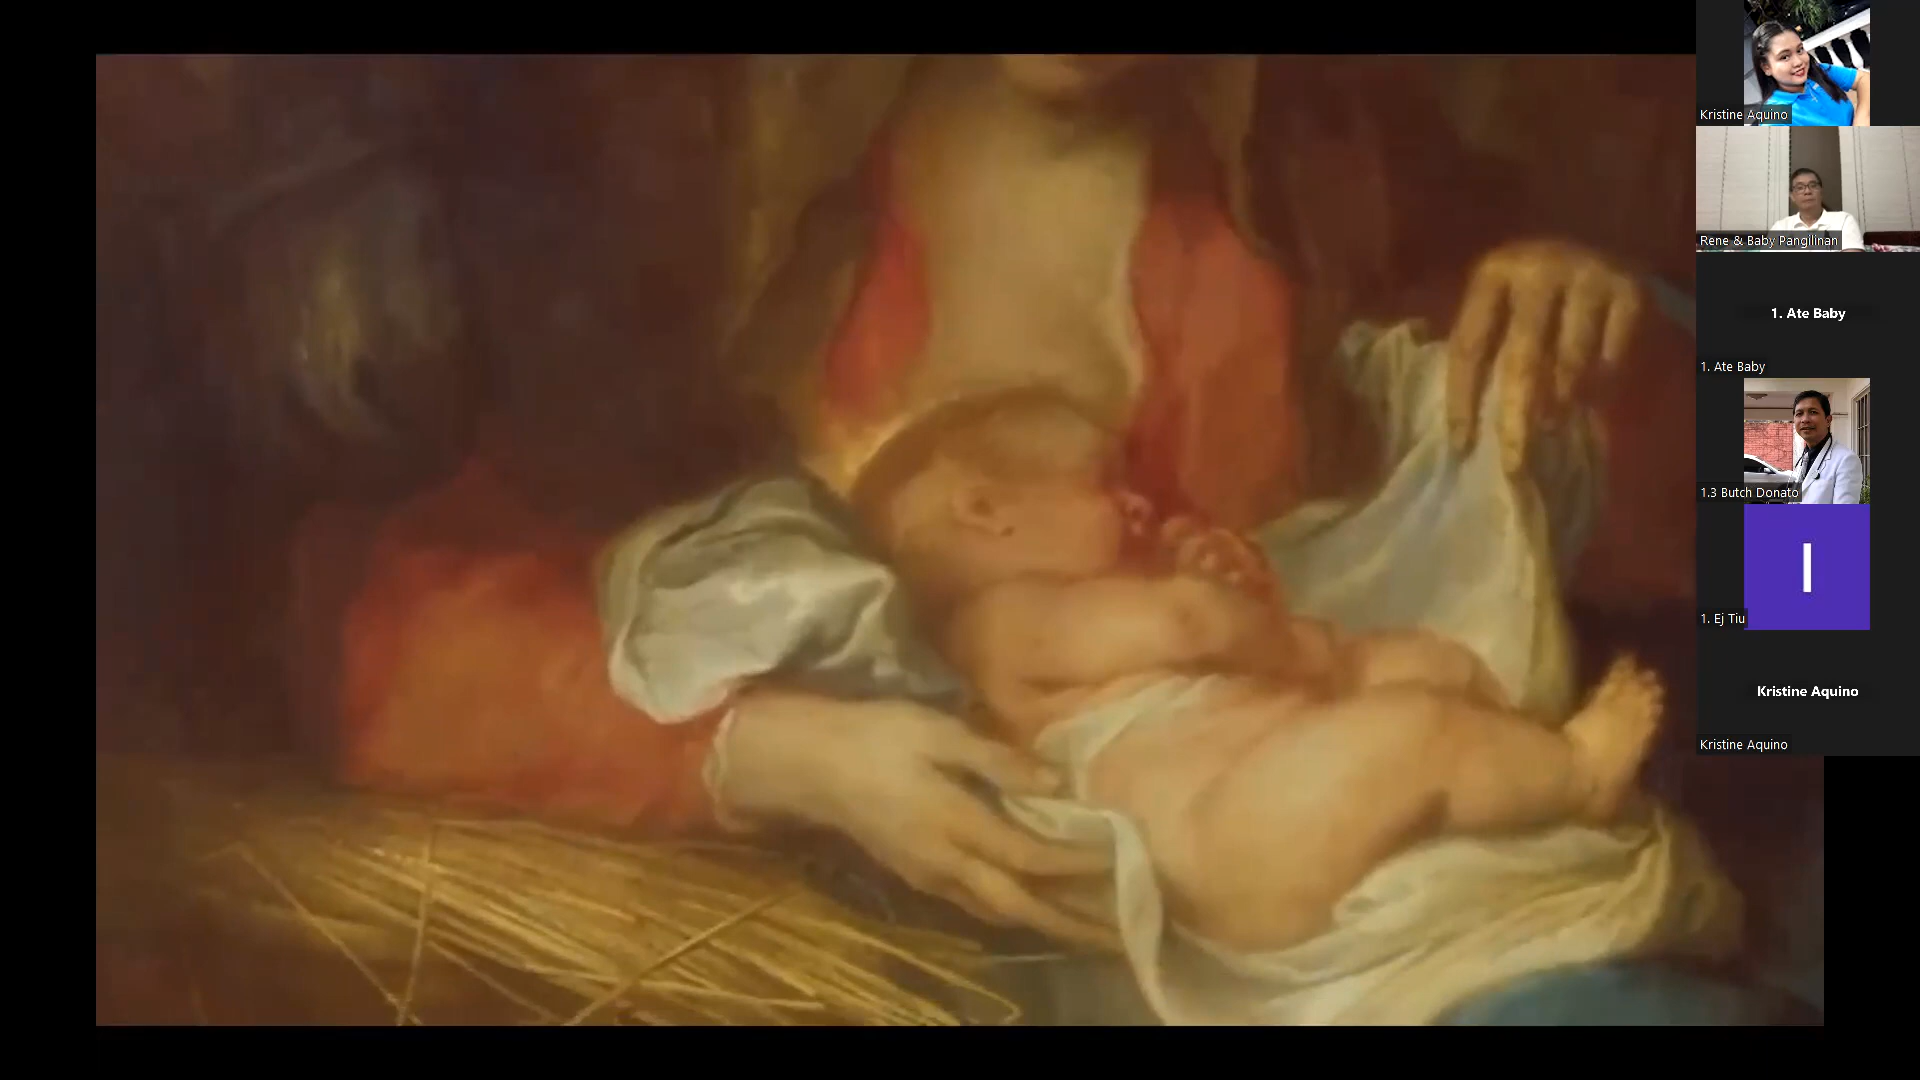 Kristine Aquino
Rene & Baby Pangilinan
1. Ate Baby
1. Ate Baby
1.3 Butch Donato
I
1. Ej Tiu
Kristine Aquino
Kristine Aquino